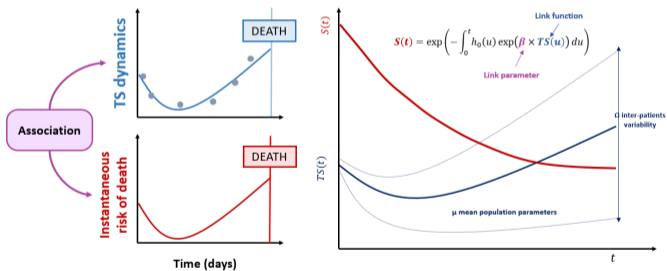 TS dynamics
DEATH
Association
Instantaneous
risk of death
DEATH
Time (days)
S(t)
Link function
S(t) = exp(−∫₀ᵗ h₀(u) exp(β × TS(u)) du)
Link parameter
Ω inter-patients
variability
TS(t)
μ mean population parameters
t